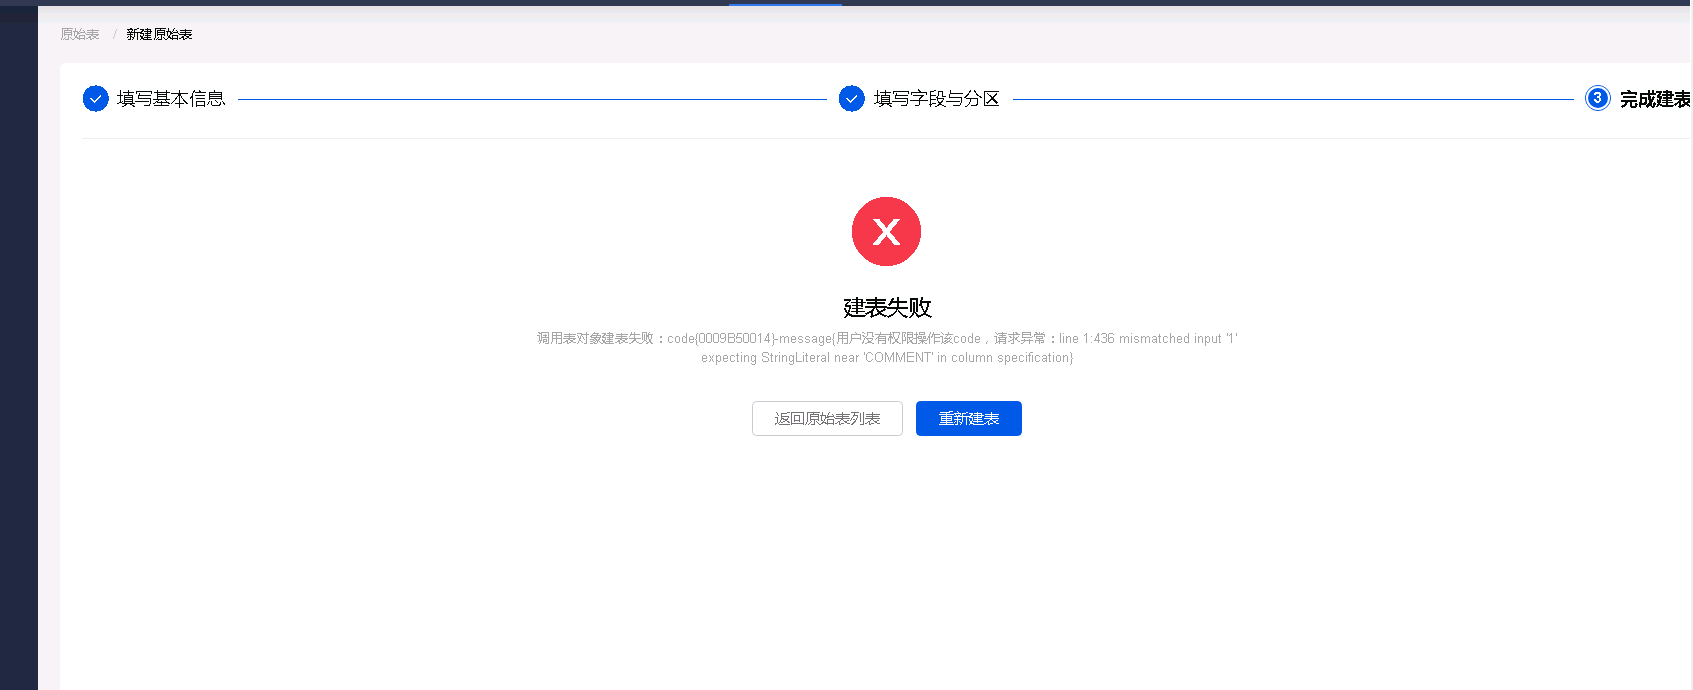 原始表 / 新建原始表
填写基本信息
填写字段与分区
3 完成建表
建表失败
调用表对象建表失败：code{0009B50014}-message{用户没有权限操作该code，请求异常：line 1:436 mismatched input '1'
expecting StringLiteral near 'COMMENT' in column specification}
返回原始表列表
重新建表